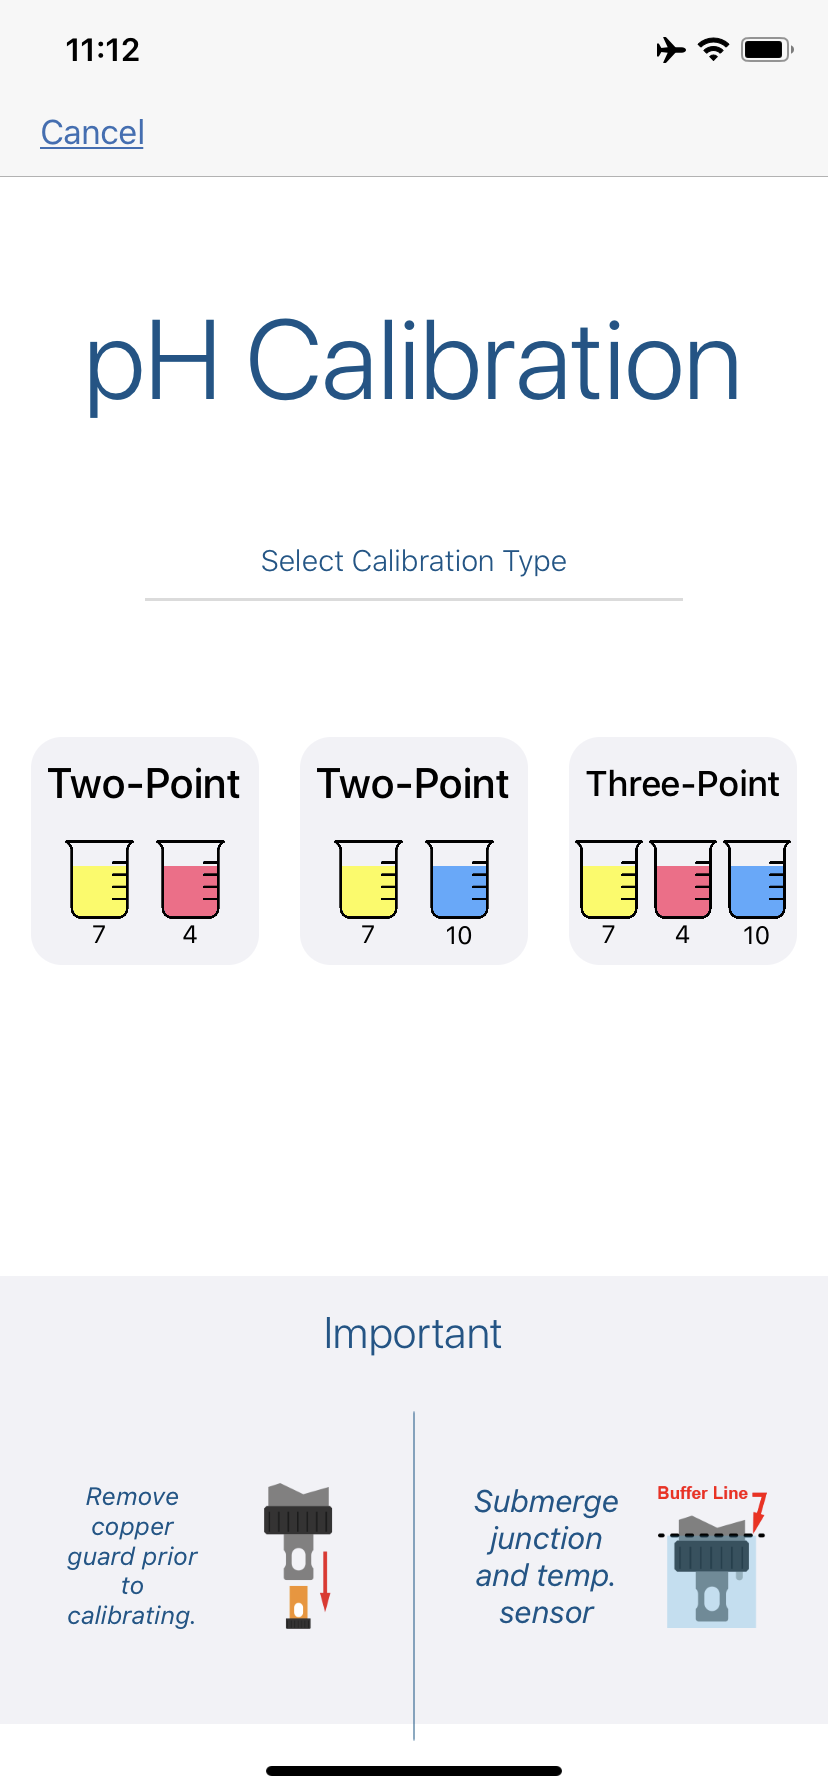 11:12
Cancel
pH Calibration
Select Calibration Type
Two-Point
7 4
Two-Point
7 10
Three-Point
7 4 10
Important
Remove
copper
guard prior
to
calibrating.
Submerge
junction
and temp.
sensor
Buffer Line